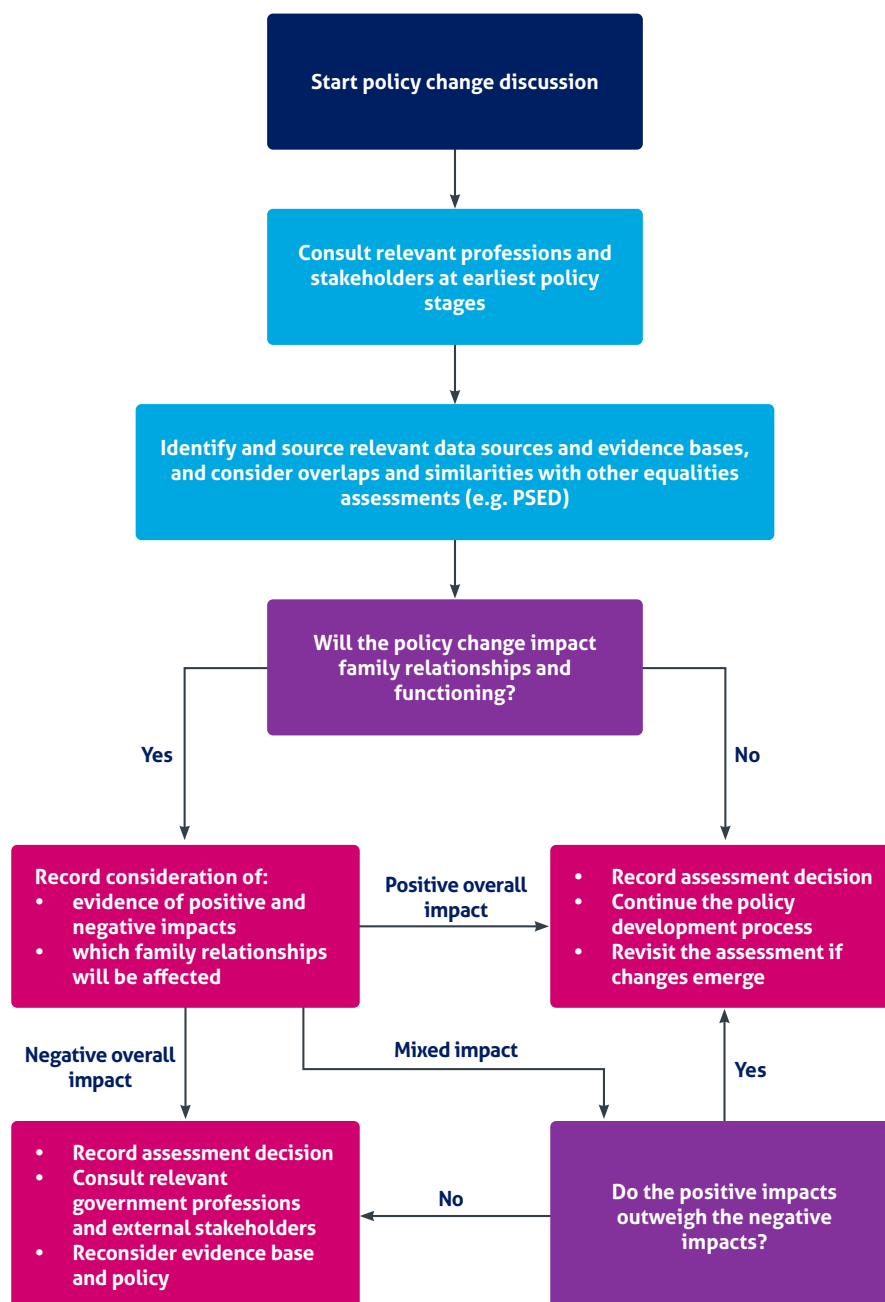 Start policy change discussion
Consult relevant professions and
stakeholders at earliest policy
stages
Identify and source relevant data sources and evidence bases,
and consider overlaps and similarities with other equalities
assessments (e.g. PSED)
Will the policy change impact
family relationships and
functioning?
Yes
No
Record consideration of:
• evidence of positive and
negative impacts
• which family relationships
will be affected
Positive overall
impact
• Record assessment decision
• Continue the policy
development process
• Revisit the assessment if
changes emerge
Negative overall
impact
Mixed impact
Yes
• Record assessment decision
• Consult relevant
government professions
and external stakeholders
• Reconsider evidence base
and policy
No
Do the positive impacts
outweigh the negative
impacts?